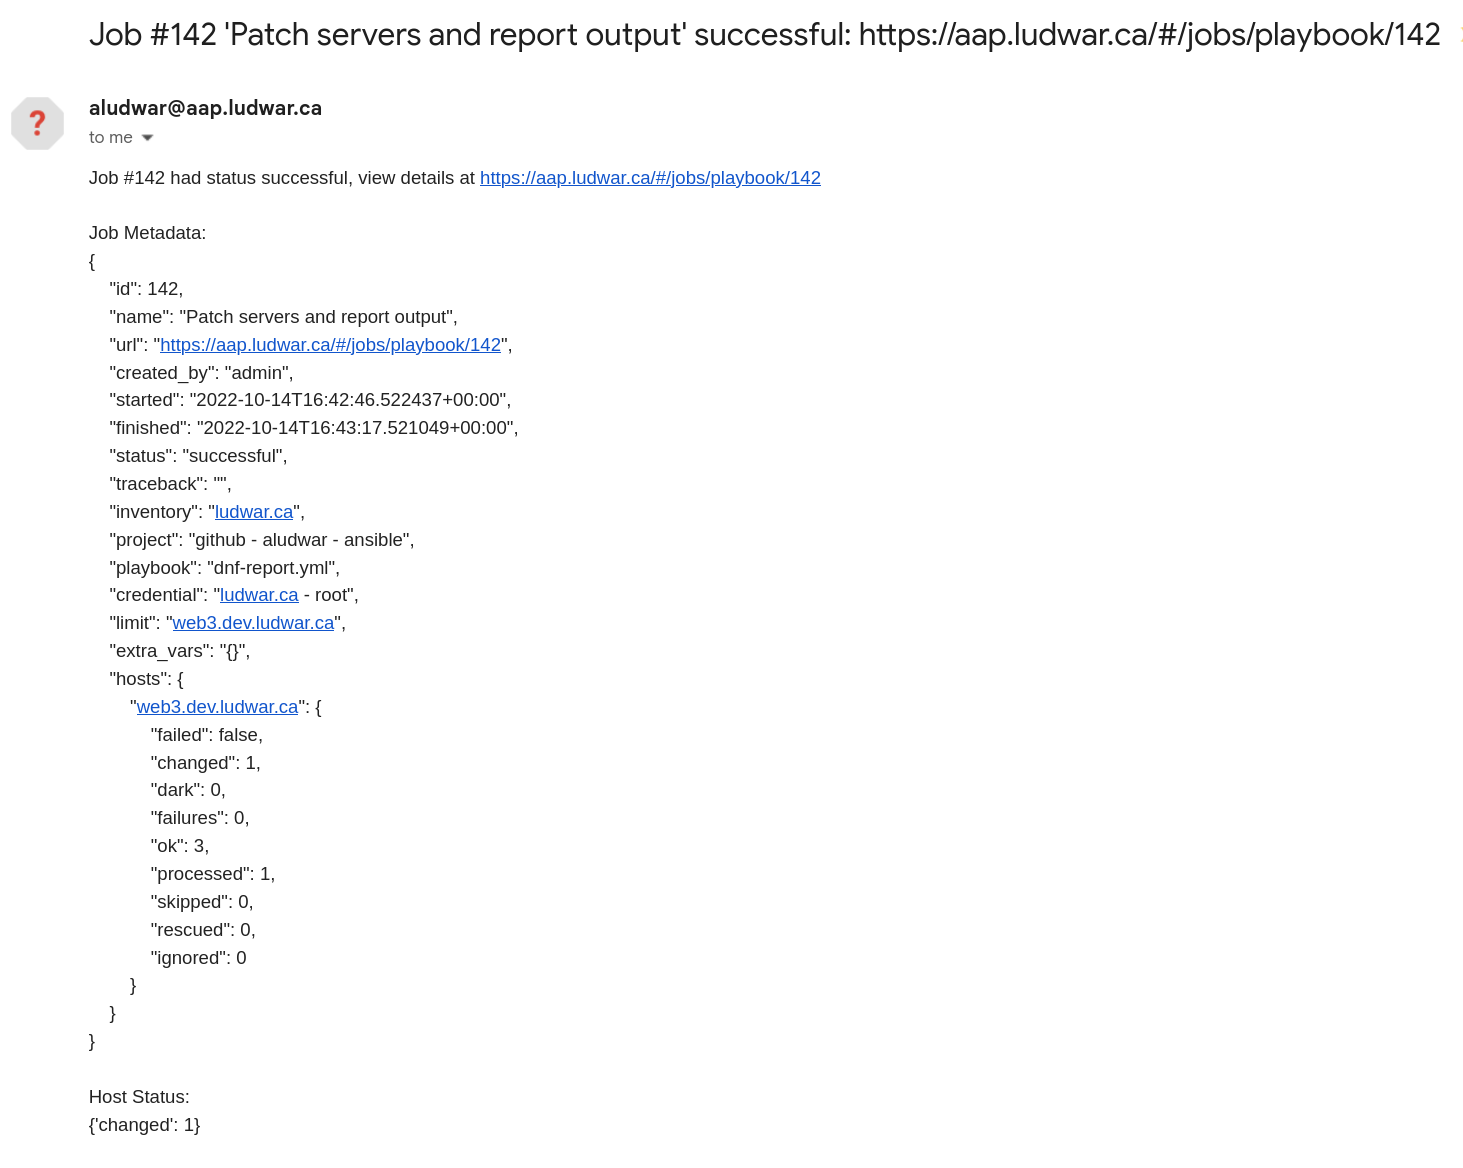 Job #142 'Patch servers and report output' successful: https://aap.ludwar.ca/#/jobs/playbook/142
?
aludwar@aap.ludwar.ca
to me
Job #142 had status successful, view details at https://aap.ludwar.ca/#/jobs/playbook/142
Job Metadata:
{
"id": 142,
"name": "Patch servers and report output",
"url": "https://aap.ludwar.ca/#/jobs/playbook/142",
"created_by": "admin",
"started": "2022-10-14T16:42:46.522437+00:00",
"finished": "2022-10-14T16:43:17.521049+00:00",
"status": "successful",
"traceback": "",
"inventory": "ludwar.ca",
"project": "github - aludwar - ansible",
"playbook": "dnf-report.yml",
"credential": "ludwar.ca - root",
"limit": "web3.dev.ludwar.ca",
"extra_vars": "{}",
"hosts": {
"web3.dev.ludwar.ca": {
"failed": false,
"changed": 1,
"dark": 0,
"failures": 0,
"ok": 3,
"processed": 1,
"skipped": 0,
"rescued": 0,
"ignored": 0
}
}
}
Host Status:
{'changed': 1}